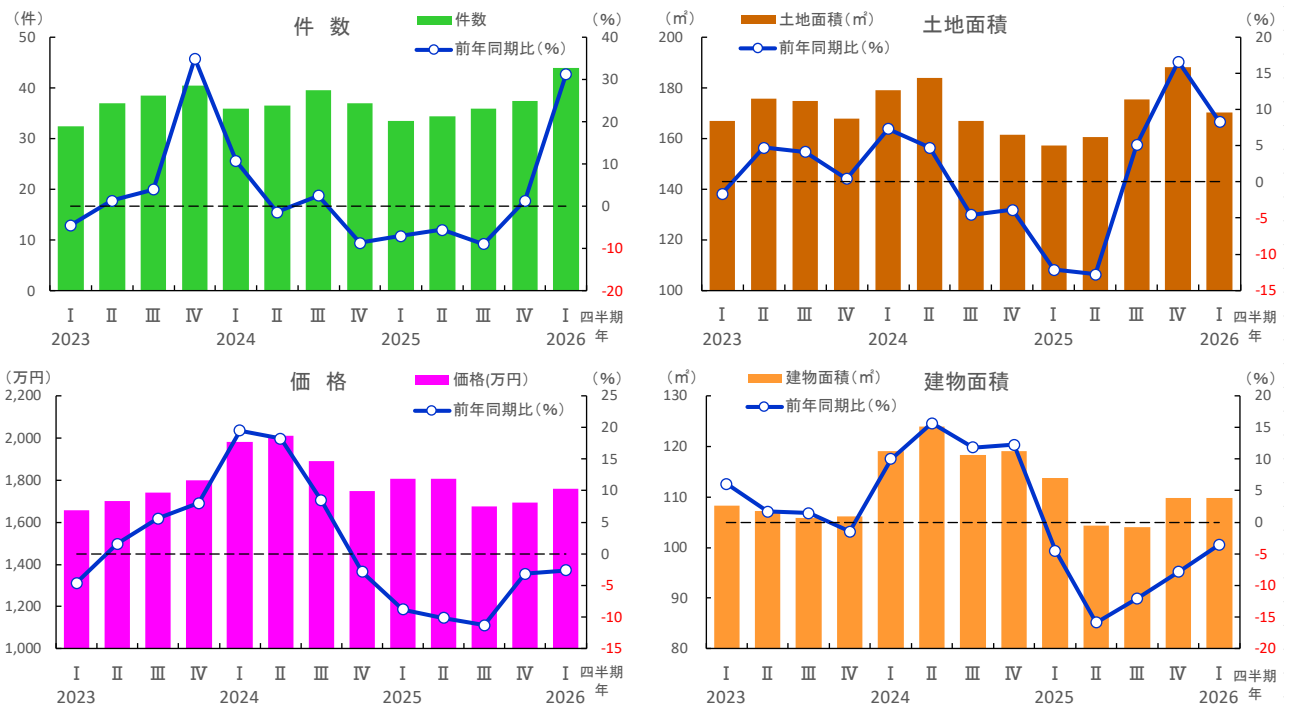 件 数
(件)
(%)
件数
前年同期比(%)
50
40
30
20
10
0
40
30
20
10
0
-10
-20
Ⅰ Ⅱ Ⅲ Ⅳ Ⅰ Ⅱ Ⅲ Ⅳ Ⅰ Ⅱ Ⅲ Ⅳ Ⅰ 四半期
2023 2024 2025 2026 年
土地面積
(㎡)
(%)
土地面積(㎡)
前年同期比(%)
200
180
160
140
120
100
20
15
10
5
0
-5
-10
-15
Ⅰ Ⅱ Ⅲ Ⅳ Ⅰ Ⅱ Ⅲ Ⅳ Ⅰ Ⅱ Ⅲ Ⅳ Ⅰ 四半期
2023 2024 2025 2026 年
価 格
(万円)
(%)
価格(万円)
前年同期比(%)
2,200
2,000
1,800
1,600
1,400
1,200
1,000
25
20
15
10
5
0
-5
-10
-15
Ⅰ Ⅱ Ⅲ Ⅳ Ⅰ Ⅱ Ⅲ Ⅳ Ⅰ Ⅱ Ⅲ Ⅳ Ⅰ 四半期
2023 2024 2025 2026 年
建物面積
(㎡)
(%)
建物面積(㎡)
前年同期比(%)
130
120
110
100
90
80
20
15
10
5
0
-5
-10
-15
-20
Ⅰ Ⅱ Ⅲ Ⅳ Ⅰ Ⅱ Ⅲ Ⅳ Ⅰ Ⅱ Ⅲ Ⅳ Ⅰ 四半期
2023 2024 2025 2026 年